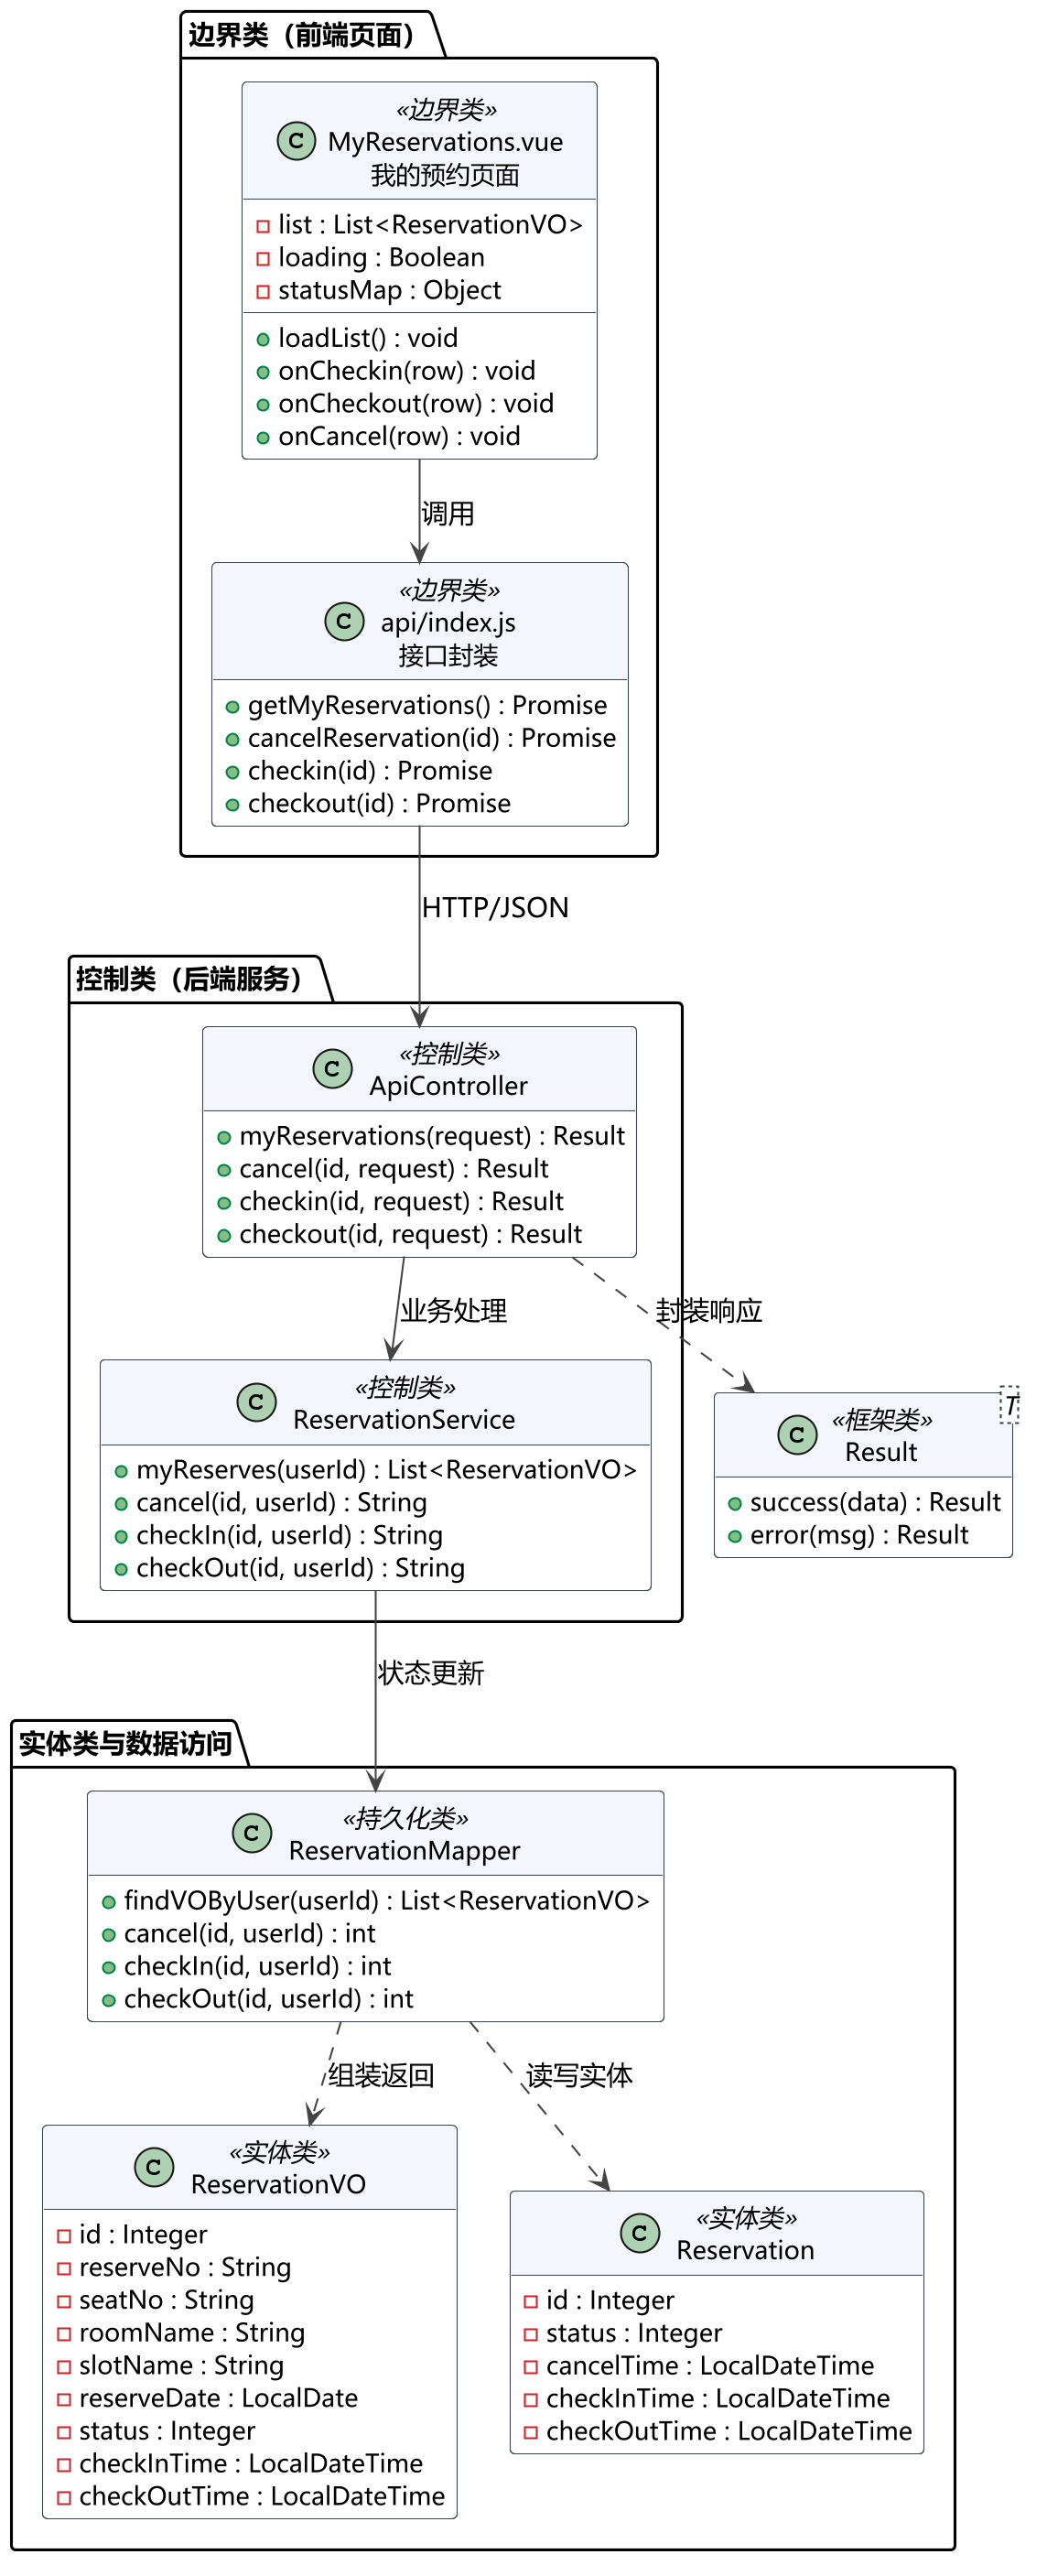 边界类（前端页面）
«边界类»
C
MyReservations.vue
我的预约页面
list : List<ReservationVO>
loading : Boolean
statusMap : Object
loadList() : void
onCheckin(row) : void
onCheckout(row) : void
onCancel(row) : void
调用
«边界类»
C
api/index.js
接口封装
getMyReservations() : Promise
cancelReservation(id) : Promise
checkin(id) : Promise
checkout(id) : Promise
HTTP/JSON
控制类（后端服务）
«控制类»
C
ApiController
myReservations(request) : Result
cancel(id, request) : Result
checkin(id, request) : Result
checkout(id, request) : Result
业务处理
封装响应
«控制类»
C
ReservationService
myReserves(userId) : List<ReservationVO>
cancel(id, userId) : String
checkIn(id, userId) : String
checkOut(id, userId) : String
T
«框架类»
C
Result
success(data) : Result
error(msg) : Result
状态更新
实体类与数据访问
«持久化类»
C
ReservationMapper
findVOByUser(userId) : List<ReservationVO>
cancel(id, userId) : int
checkIn(id, userId) : int
checkOut(id, userId) : int
组装返回
读写实体
«实体类»
C
ReservationVO
id : Integer
reserveNo : String
seatNo : String
roomName : String
slotName : String
reserveDate : LocalDate
status : Integer
checkInTime : LocalDateTime
checkOutTime : LocalDateTime
«实体类»
C
Reservation
id : Integer
status : Integer
cancelTime : LocalDateTime
checkInTime : LocalDateTime
checkOutTime : LocalDateTime